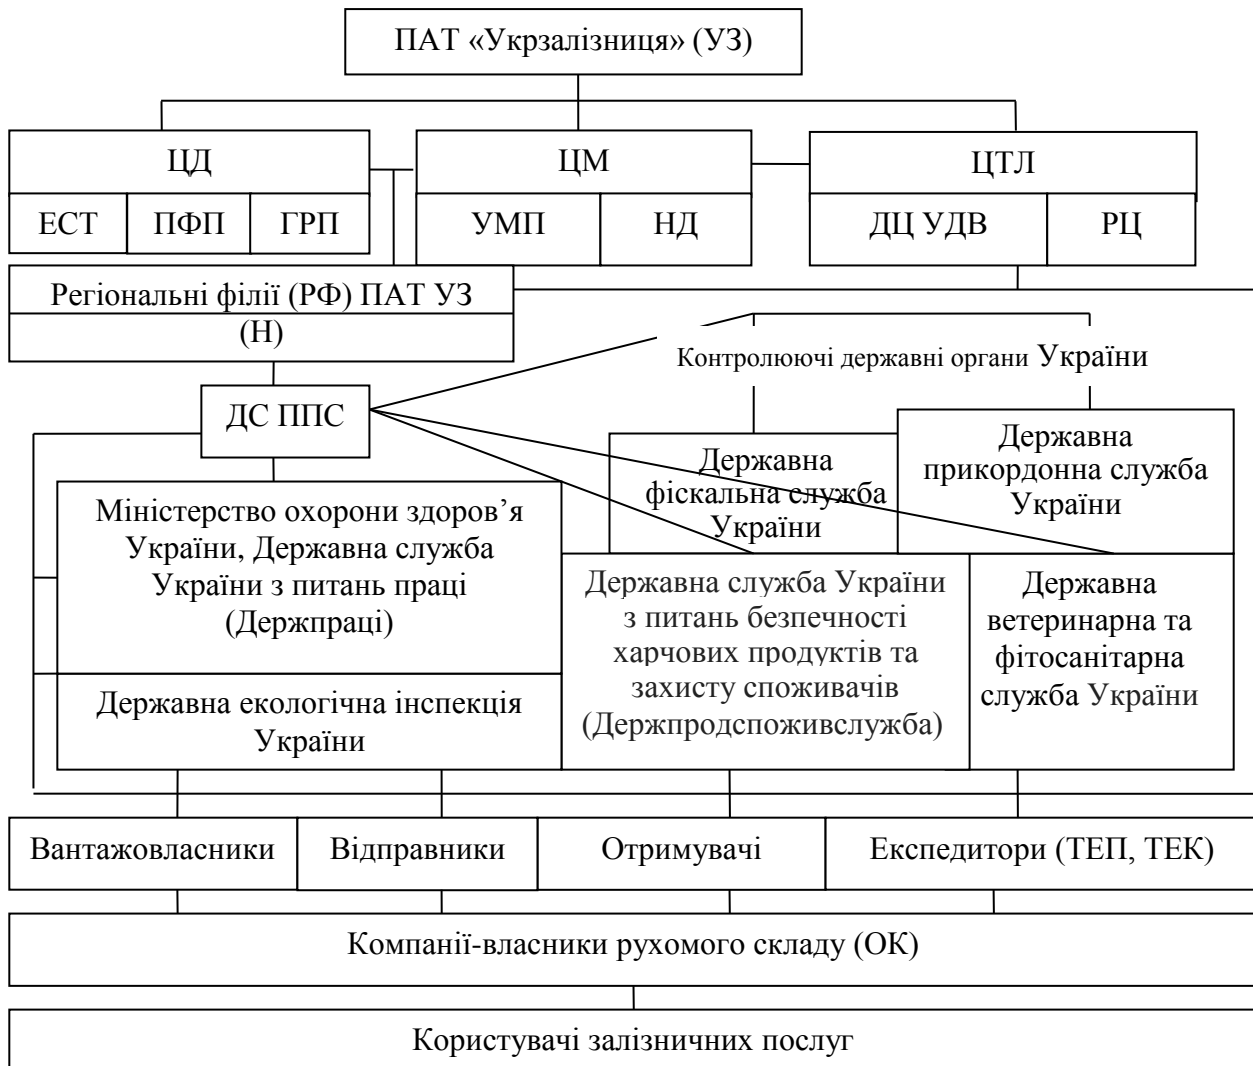 ПАТ «Укрзалізниця» (УЗ)
ЦД
ЦМ
ЦТЛ
ЕСТ
ПФП
ГРП
УМП
НД
ДЦ УДВ
РЦ
Регіональні філії (РФ) ПАТ УЗ
(Н)
Контролюючі державні органи України
ДС ППС
Державна
фіскальна служба
України
Державна
прикордонна служба
України
Міністерство охорони здоров’я
України, Державна служба
України з питань праці
(Держпраці)
Державна служба України
з питань безпечності
харчових продуктів та
захисту споживачів
(Держпродспоживслужба)
Державна
ветеринарна та
фітосанітарна
служба України
Державна екологічна інспекція
України
Вантажовласники
Відправники
Отримувачі
Експедитори (ТЕП, ТЕК)
Компанії-власники рухомого складу (ОК)
Користувачі залізничних послуг